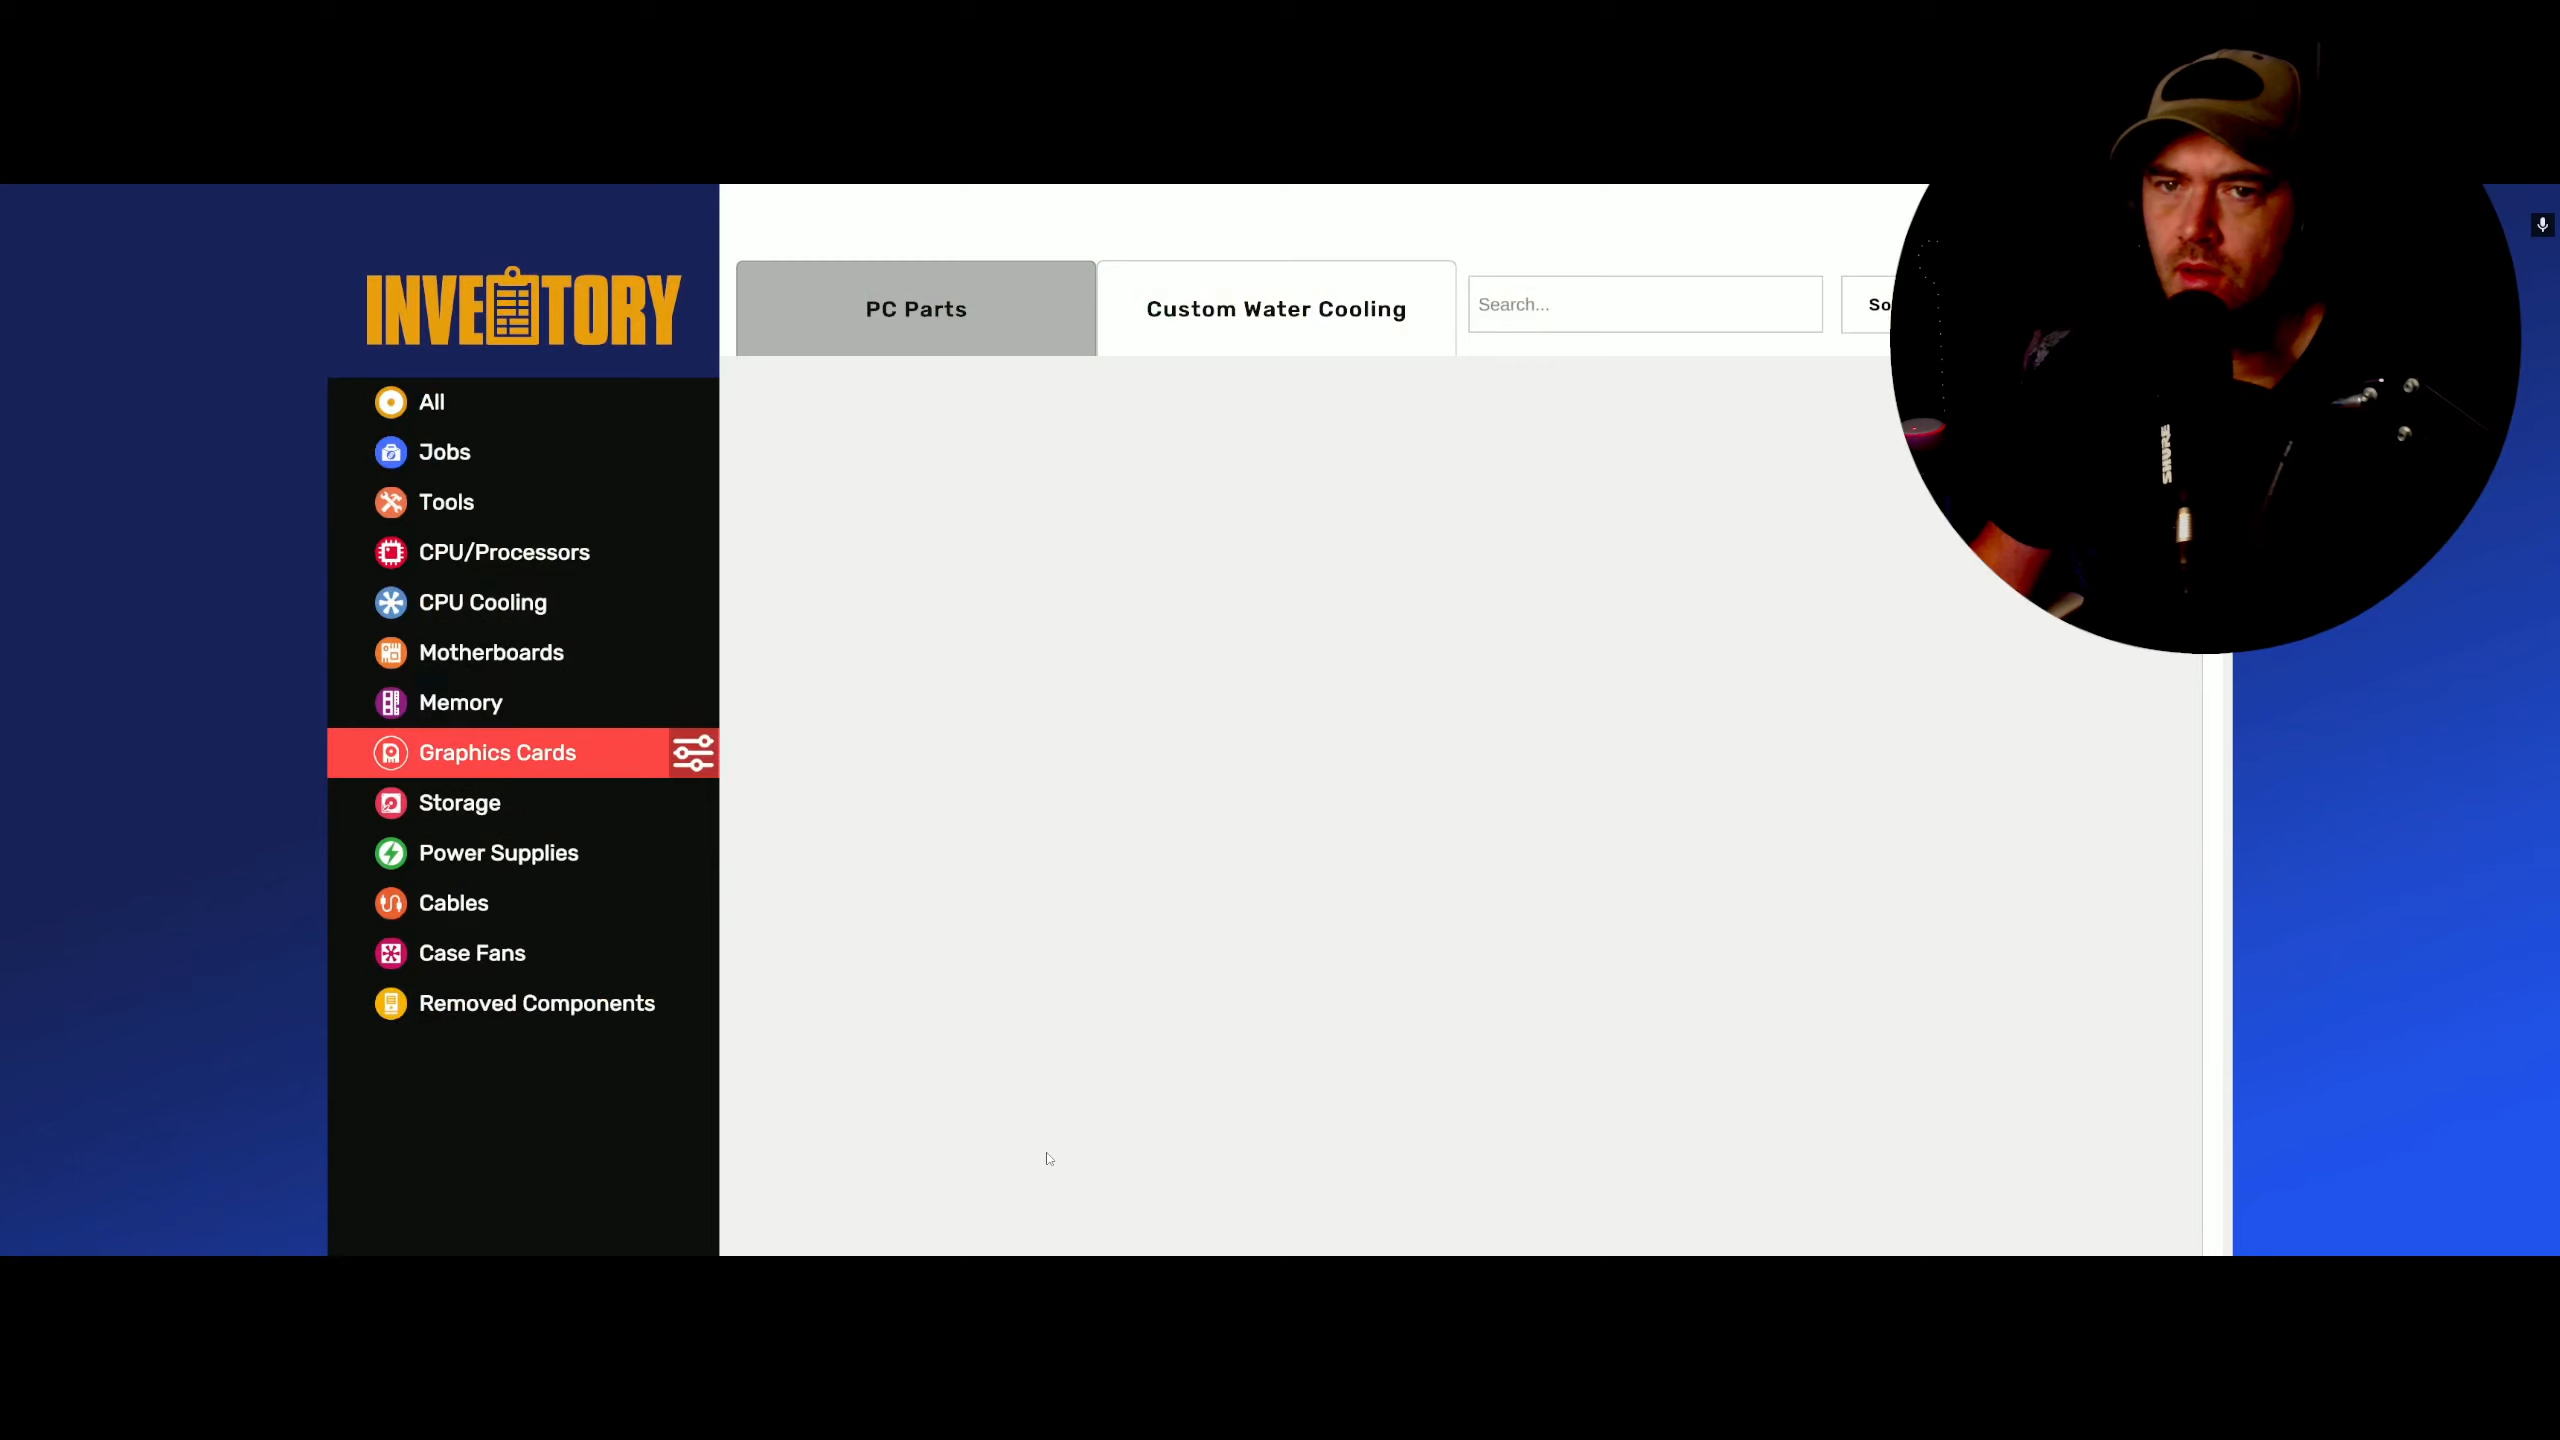 INVENTORY
PC Parts
Custom Water Cooling
Search...
So
All
Jobs
Tools
CPU/Processors
CPU Cooling
Motherboards
Memory
Graphics Cards
Storage
Power Supplies
Cables
Case Fans
Removed Components
SHURE